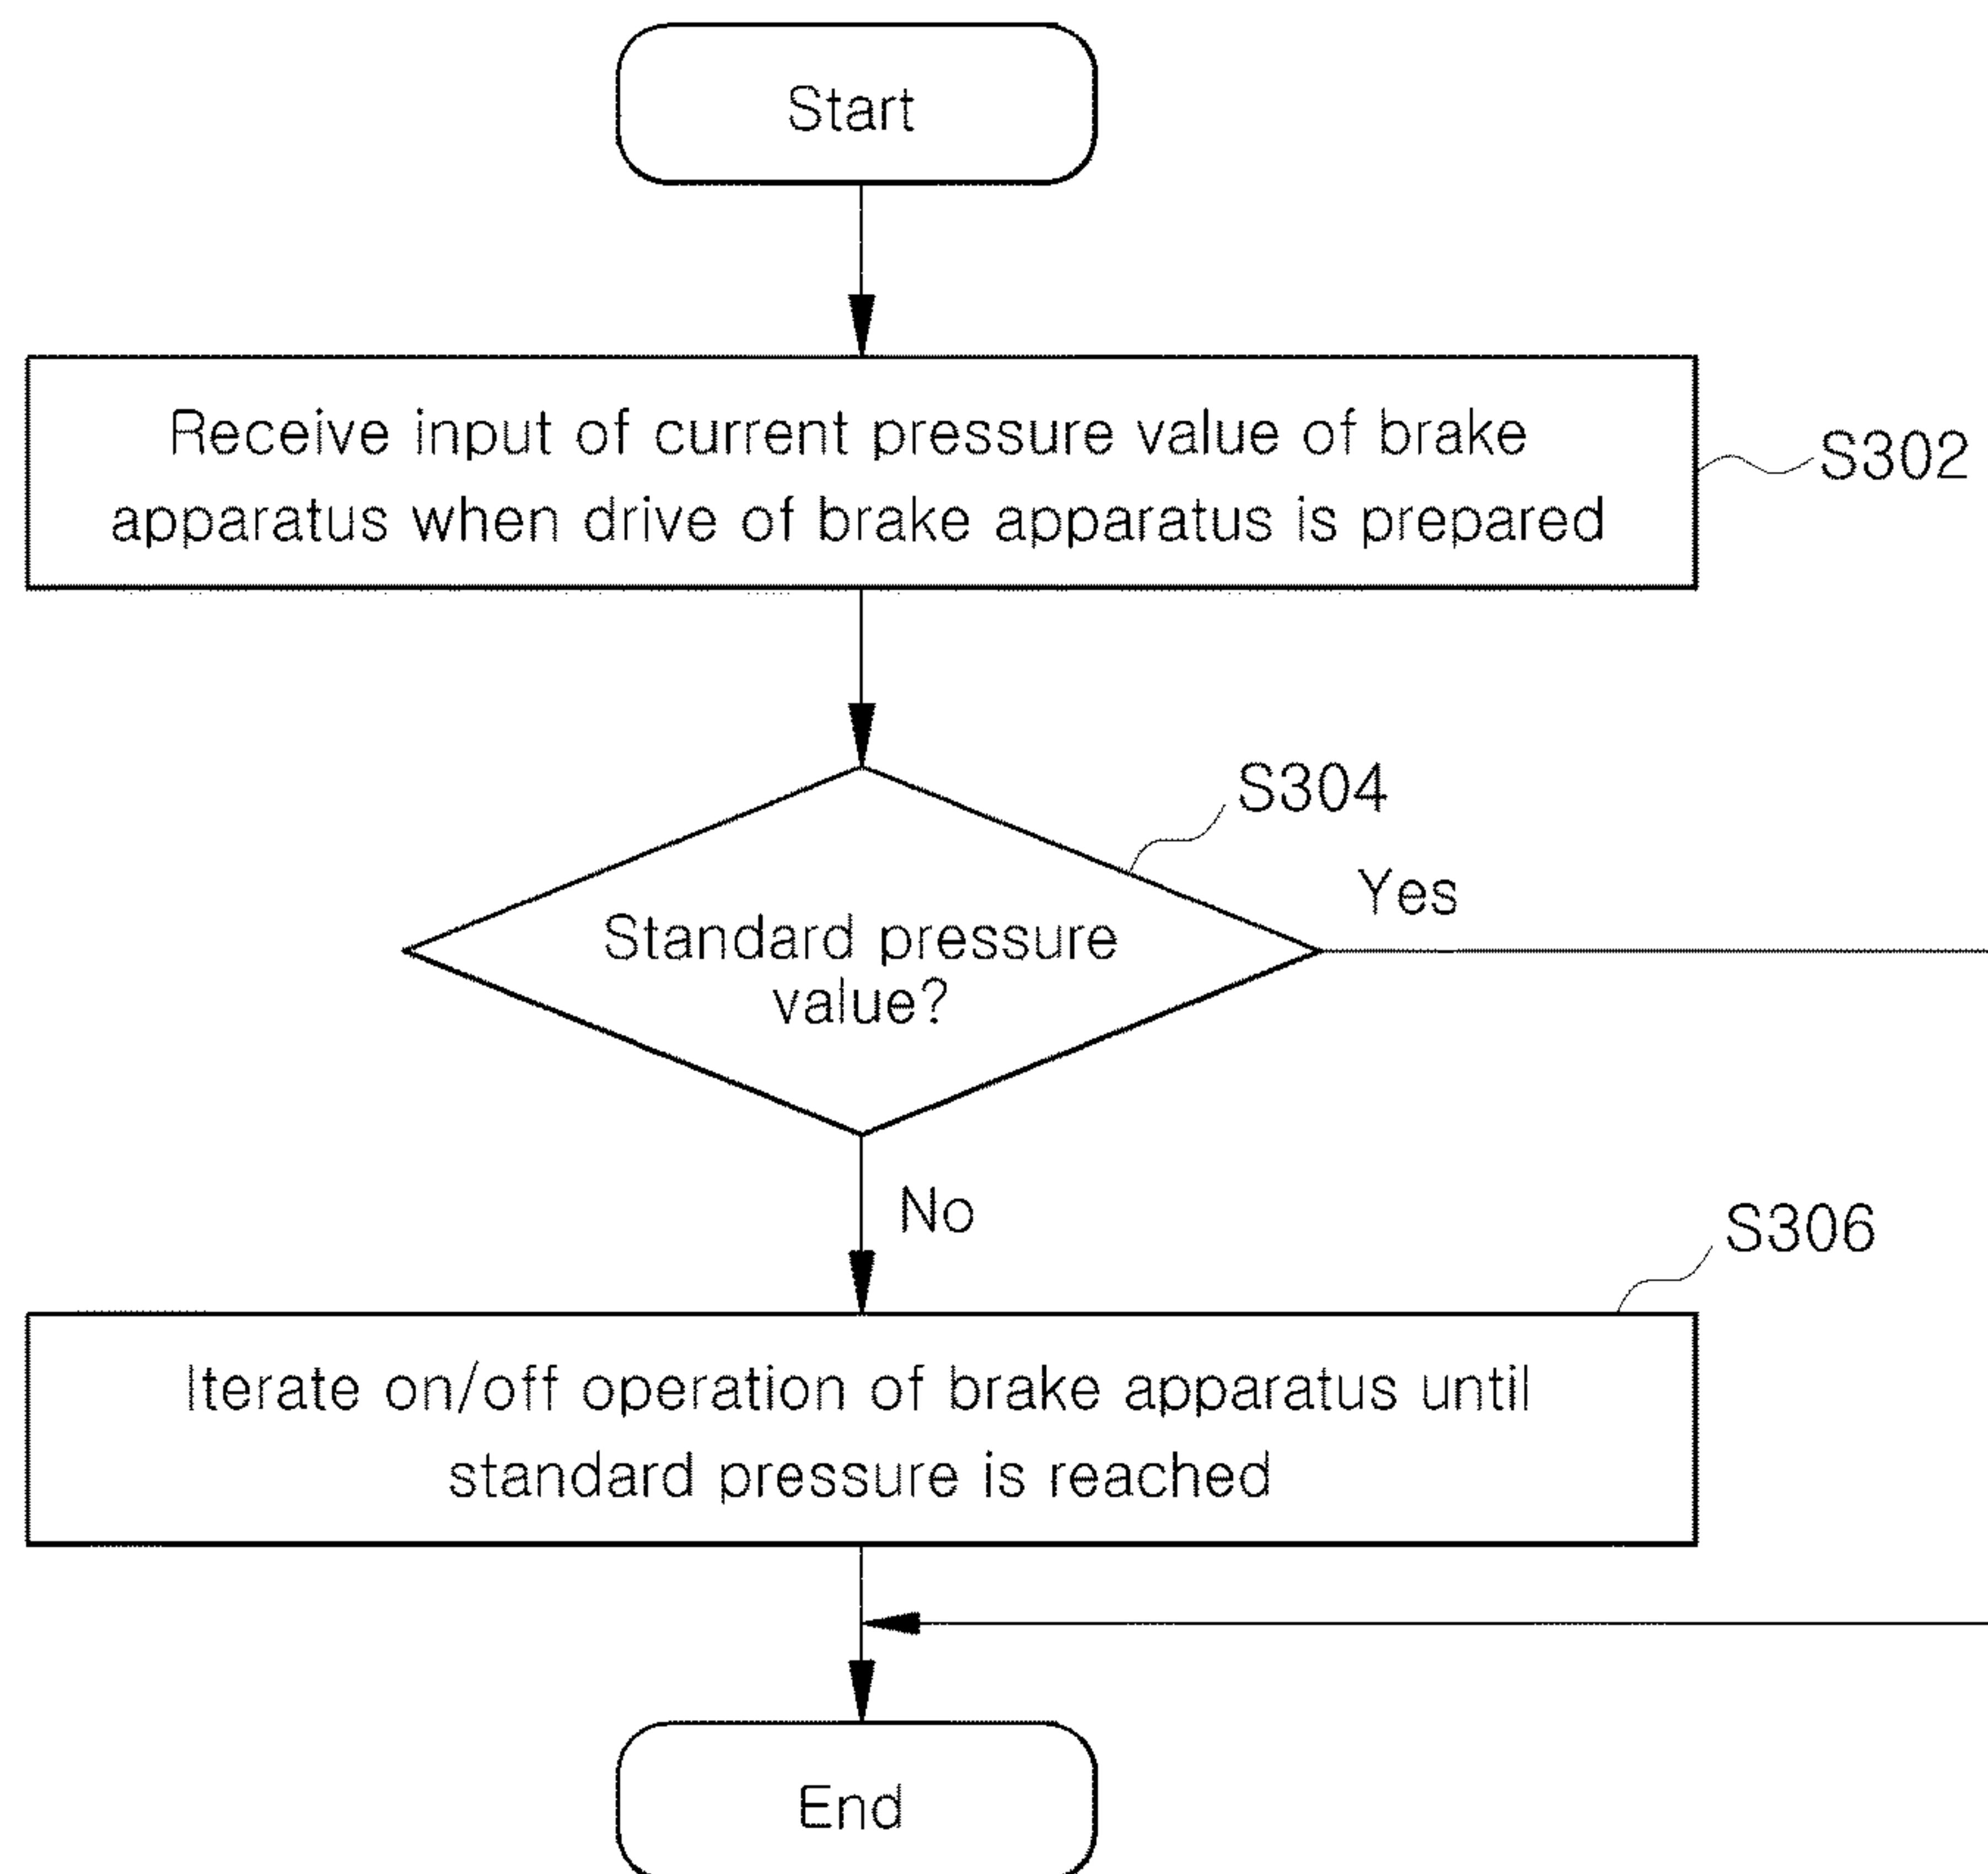 Start
Receive input of current pressure value of brake
apparatus when drive of brake apparatus is prepared
S302
S304
Yes
Standard pressure
value?
No
S306
Iterate on/off operation of brake apparatus until
standard pressure is reached
End